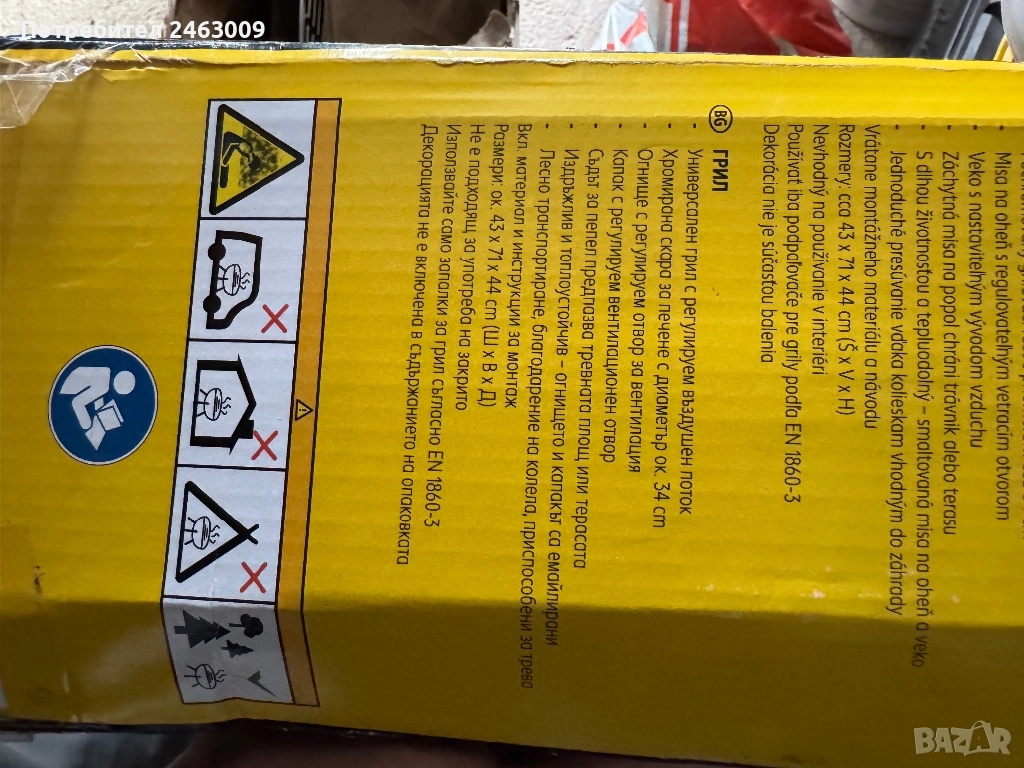 Потребител 2463009
Misa na oheň s regulovateľným vetracím otvorom
Veko s nastaviteľným vývodom vzduchu
Záchytná misa na popol chráni trávnik alebo terasu
S dlhou životnosťou a tepluodolný – smaltovaná misa na oheň a veko
- Jednoduché presúvanie vďaka kolieskam vhodným do záhrady
Vrátane montážneho materiálu a návodu
Rozmery: cca 43 x 71 x 44 cm (Š x V x H)
Nevhodný na používanie v interiéri
Používať iba podpaľovače pre grily podľa EN 1860-3
Dekorácia nie je súčasťou balenia
BG ГРИЛ
- Универсален грил с регулируем въздушен поток
- Хромирана скара за печене с диаметър ок. 34 cm
- Огнище с регулируем отвор за вентилация
- Капак с регулируем вентилационен отвор
- Съдът за пепел предпазва тревната площ или терасата
- Издръжлив и топлоустойчив – огнището и капакът са емайлирани
- Лесно транспортиране, благодарение на колела, приспособени за трева
Вкл. материал и инструкции за монтаж
Размери: ок. 43 x 71 x 44 cm (Ш x В x Д)
Не е подходящ за употреба на закрито
Използвайте само запалки за грил съгласно EN 1860-3
Декорацията не е включена в съдържанието на опаковката
BAZAR